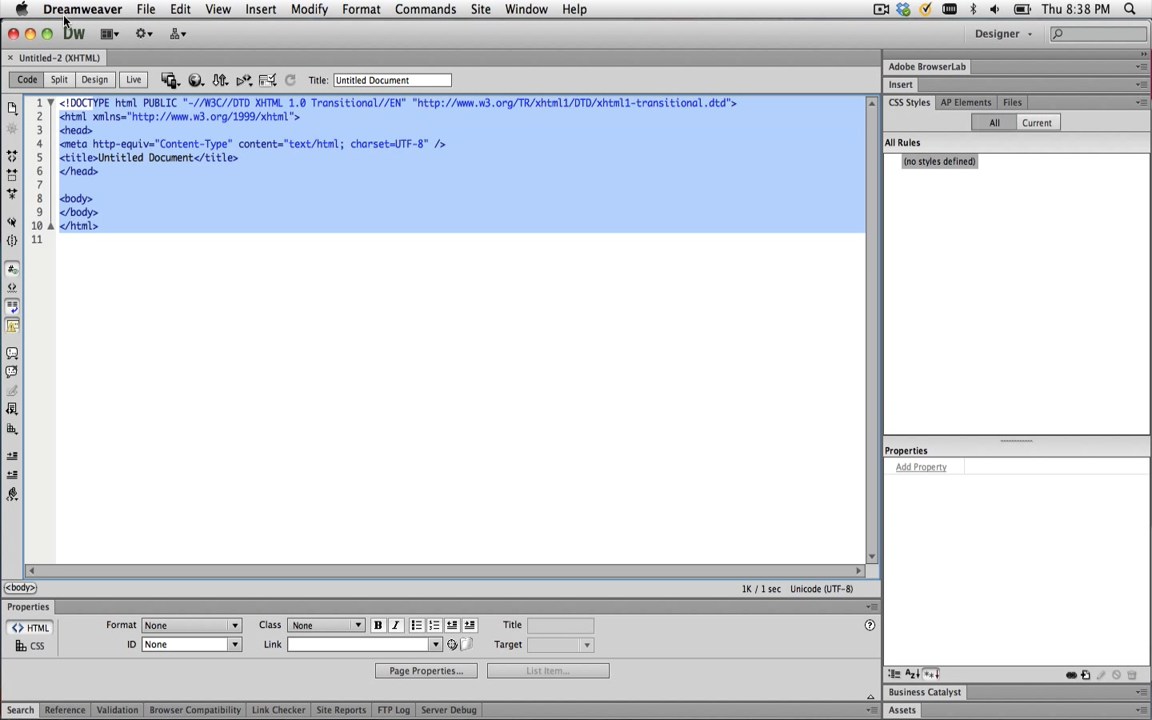 Dreamweaver File Edit View Insert Modify Format Commands Site Window Help Thu 8:38 PM
Dw Designer
Untitled-2 (XHTML)
Code Split Design Live Title: Untitled Document
1 <!DOCTYPE html PUBLIC "-//W3C//DTD XHTML 1.0 Transitional//EN" "http://www.w3.org/TR/xhtml1/DTD/xhtml1-transitional.dtd">
2 <html xmlns="http://www.w3.org/1999/xhtml">
3 <head>
4 <meta http-equiv="Content-Type" content="text/html; charset=UTF-8" />
5 <title>Untitled Document</title>
6 </head>
7
8 <body>
9 </body>
10 </html>
11
Adobe BrowserLab
Insert
CSS Styles AP Elements Files
All Current
All Rules
(no styles defined)
Properties
Add Property
<body> 1K / 1 sec Unicode (UTF-8)
Properties
HTML Format None Class None B I Title
CSS ID None Link Target
Page Properties... List Item...
Business Catalyst
Search Reference Validation Browser Compatibility Link Checker Site Reports FTP Log Server Debug
Assets